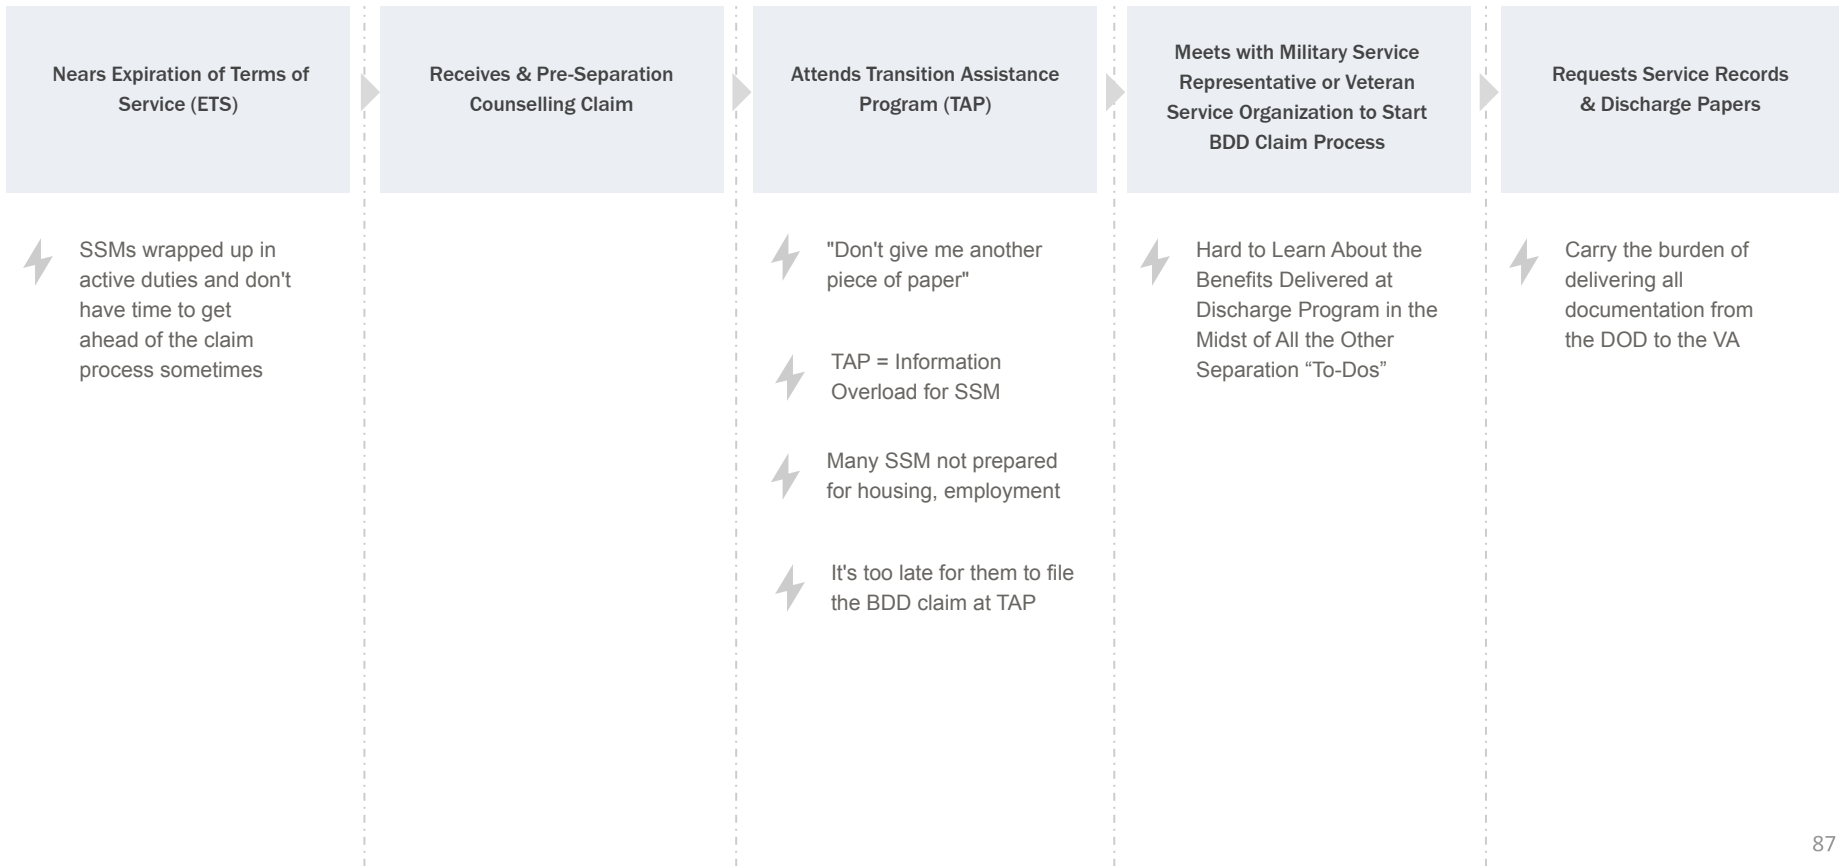 Nears Expiration of Terms of
Service (ETS)
Receives & Pre-Separation
Counselling Claim
Attends Transition Assistance
Program (TAP)
Meets with Military Service
Representative or Veteran
Service Organization to Start
BDD Claim Process
Requests Service Records
& Discharge Papers
SSMs wrapped up in
active duties and don't
have time to get
ahead of the claim
process sometimes
"Don't give me another
piece of paper"
TAP = Information
Overload for SSM
Many SSM not prepared
for housing, employment
It's too late for them to file
the BDD claim at TAP
Hard to Learn About the
Benefits Delivered at
Discharge Program in the
Midst of All the Other
Separation “To-Dos”
Carry the burden of
delivering all
documentation from
the DOD to the VA
87